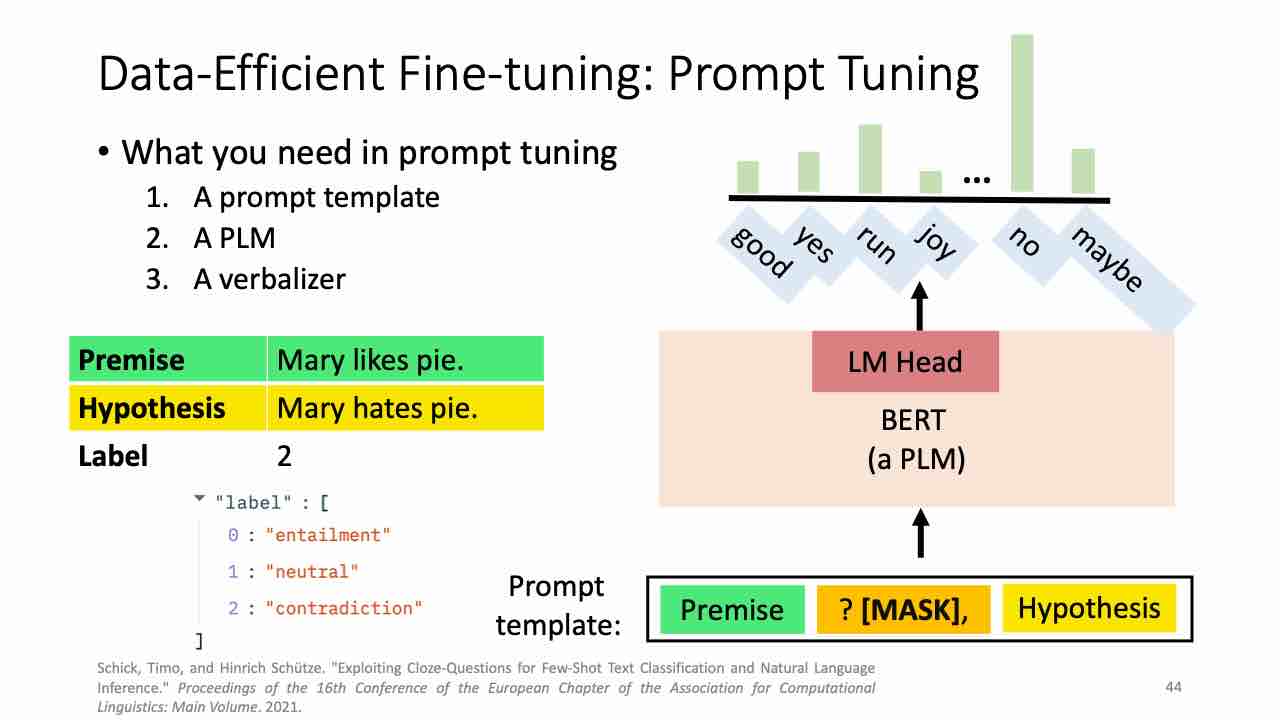 Data-Efficient Fine-tuning: Prompt Tuning
• What you need in prompt tuning
1. A prompt template
2. A PLM
3. A verbalizer
...
good yes run joy no maybe
Premise Mary likes pie.
Hypothesis Mary hates pie.
Label 2
"label" : [
0 : "entailment"
1 : "neutral"
2 : "contradiction"
]
LM Head
BERT
(a PLM)
Prompt
template:
Premise ? [MASK], Hypothesis
Schick, Timo, and Hinrich Schütze. "Exploiting Cloze-Questions for Few-Shot Text Classification and Natural Language
Inference." Proceedings of the 16th Conference of the European Chapter of the Association for Computational
Linguistics: Main Volume. 2021.
44